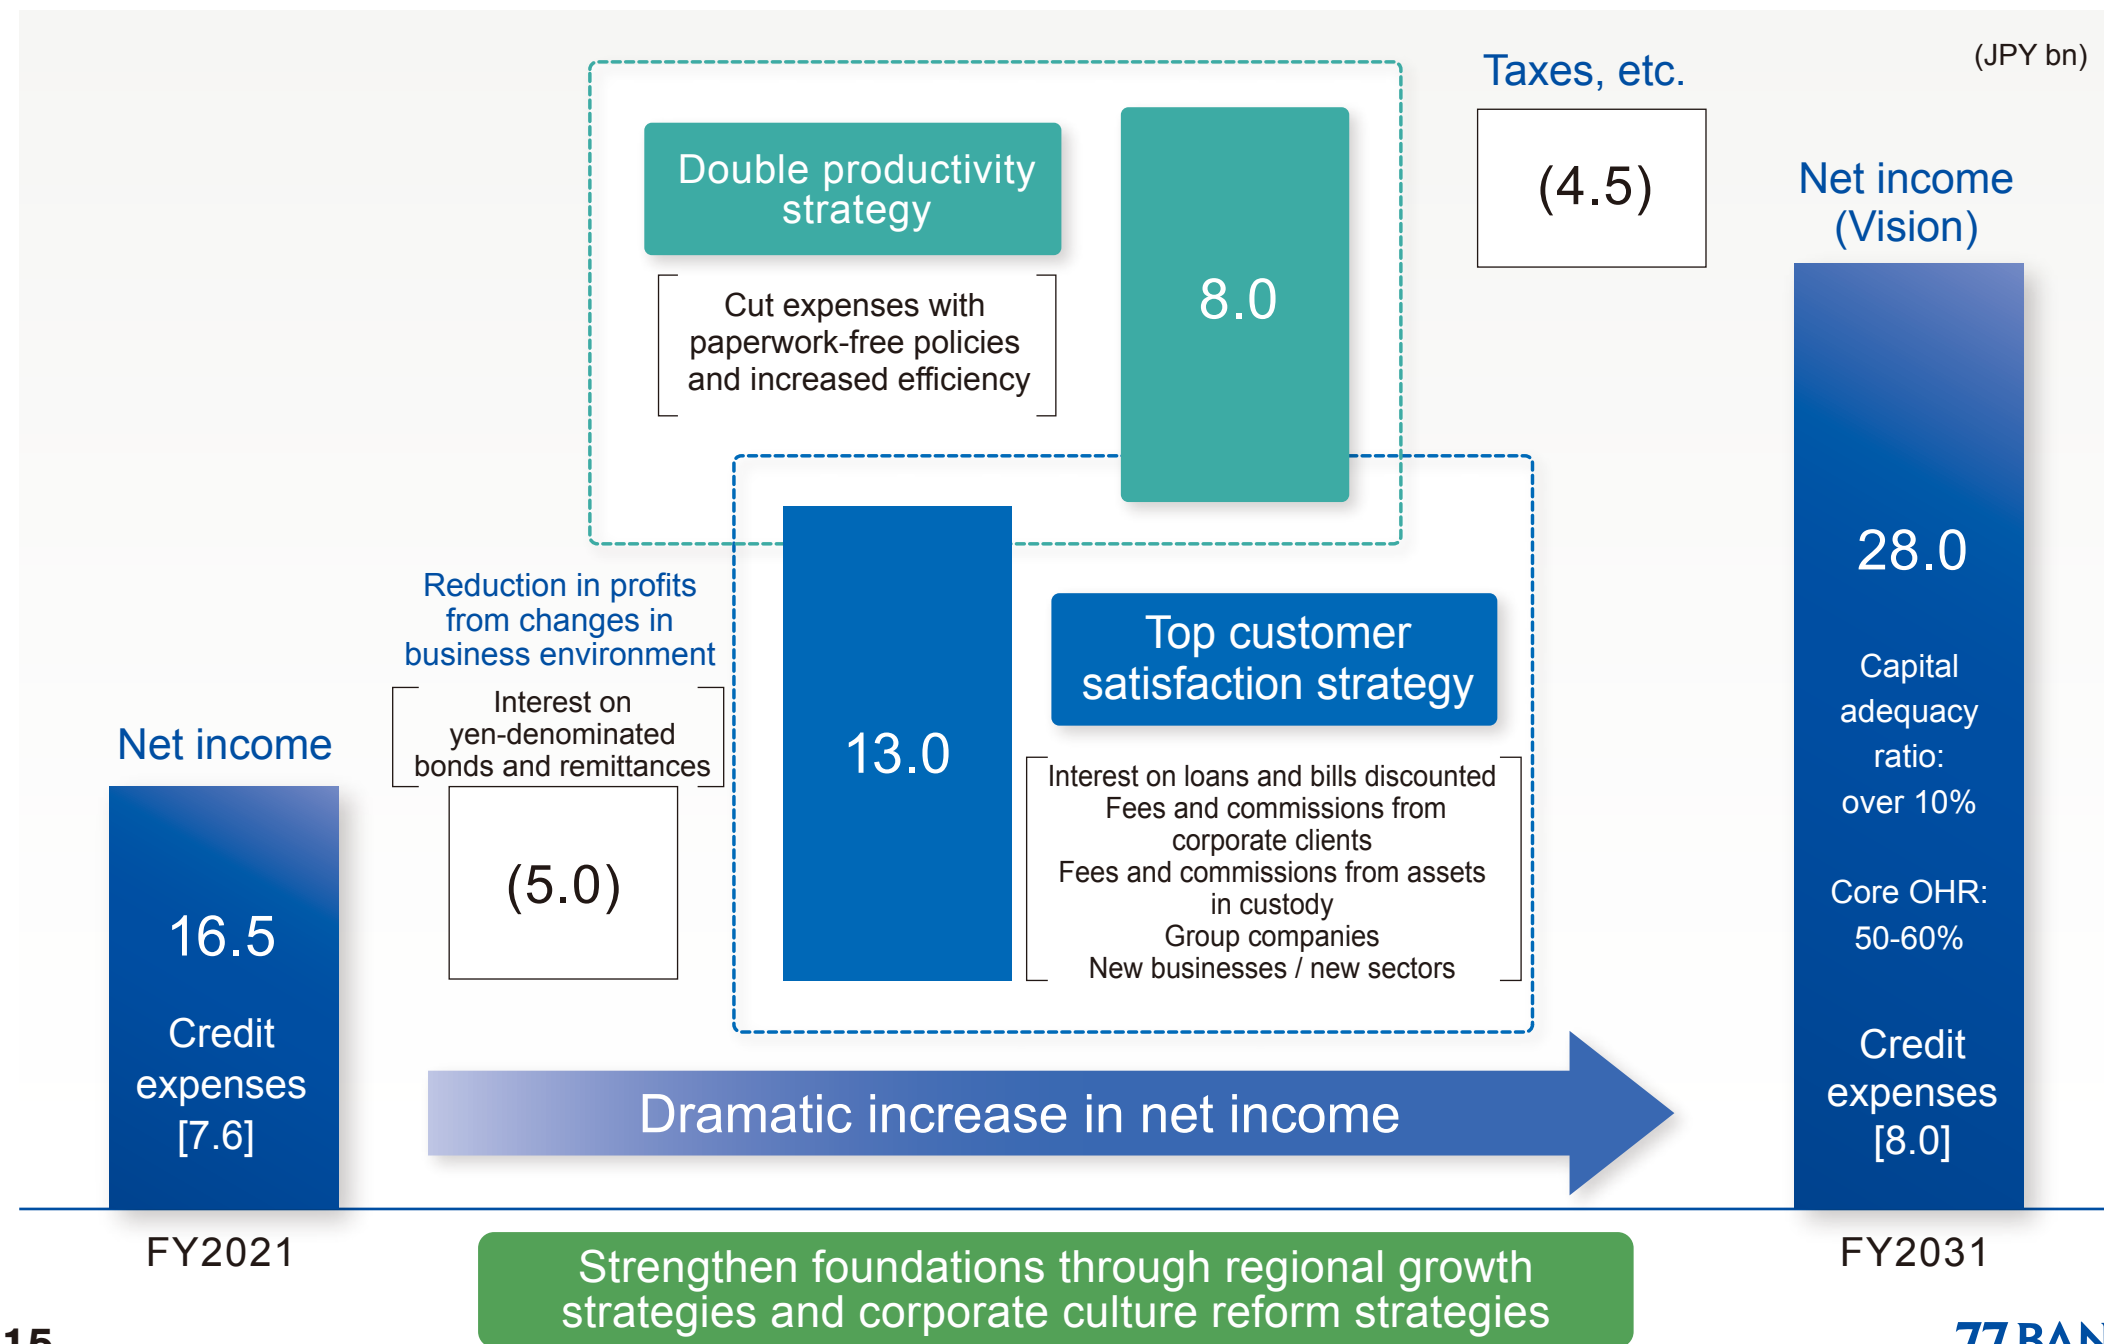 (JPY bn)
Taxes, etc.
(4.5)
Double productivity
strategy
Cut expenses with
paperwork-free policies
and increased efficiency
8.0
Net income
(Vision)
28.0
Capital
adequacy
ratio:
over 10%
Core OHR:
50-60%
Credit
expenses
[8.0]
Reduction in profits
from changes in
business environment
Interest on
yen-denominated
bonds and remittances
(5.0)
13.0
Top customer
satisfaction strategy
Interest on loans and bills discounted
Fees and commissions from
corporate clients
Fees and commissions from assets
in custody
Group companies
New businesses / new sectors
Net income
16.5
Credit
expenses
[7.6]
Dramatic increase in net income
FY2021
FY2031
Strengthen foundations through regional growth
strategies and corporate culture reform strategies
15
77 BAN